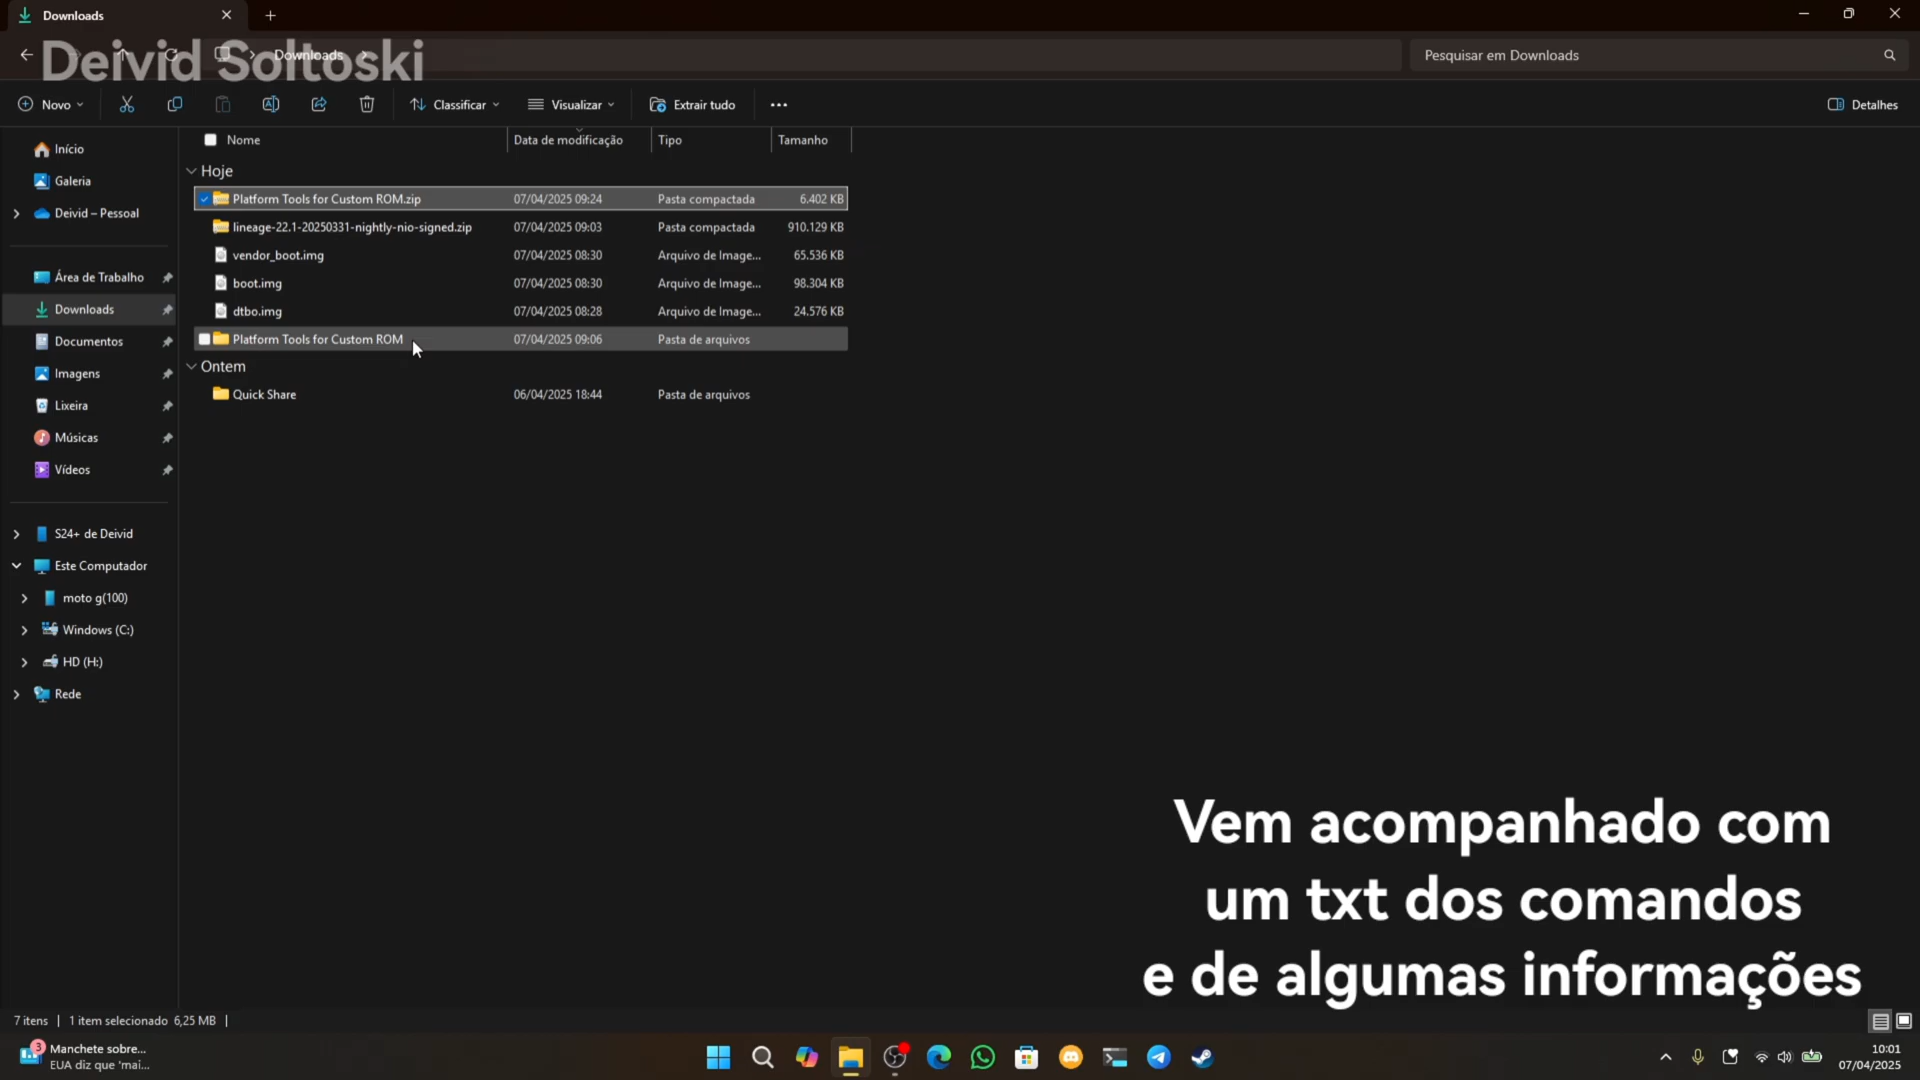 Downloads
Deivid Soltoski
Downloads
Pesquisar em Downloads
Novo
Classificar
Visualizar
Extrair tudo
Detalhes
Nome
Data de modificação
Tipo
Tamanho
Início
Galeria
Deivid – Pessoal
Área de Trabalho
Downloads
Documentos
Imagens
Lixeira
Músicas
Vídeos
S24+ de Deivid
Este Computador
moto g(100)
Windows (C:)
HD (H:)
Rede
Hoje
Platform Tools for Custom ROM.zip 07/04/2025 09:24 Pasta compactada 6.402 KB
lineage-22.1-20250331-nightly-nio-signed.zip 07/04/2025 09:03 Pasta compactada 910.129 KB
vendor_boot.img 07/04/2025 08:30 Arquivo de Image... 65.536 KB
boot.img 07/04/2025 08:30 Arquivo de Image... 98.304 KB
dtbo.img 07/04/2025 08:28 Arquivo de Image... 24.576 KB
Platform Tools for Custom ROM 07/04/2025 09:06 Pasta de arquivos
Ontem
Quick Share 06/04/2025 18:44 Pasta de arquivos
Vem acompanhado com
um txt dos comandos
e de algumas informações
7 itens | 1 item selecionado 6,25 MB |
3
Manchete sobre...
EUA diz que 'mai...
10:01
07/04/2025